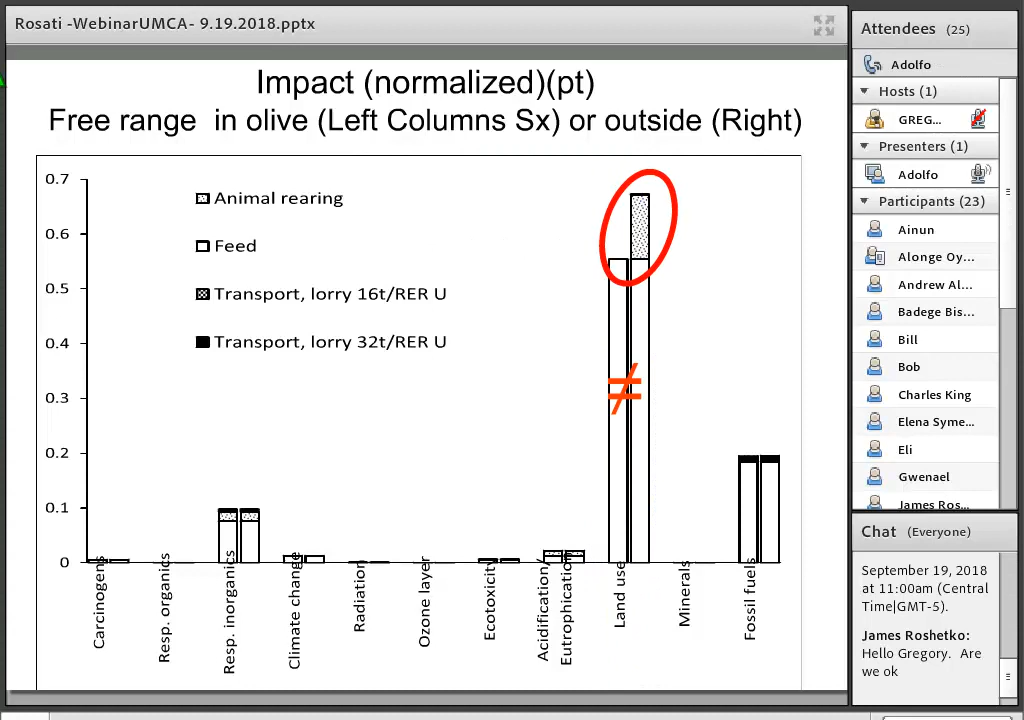 Rosati -WebinarUMCA- 9.19.2018.pptx
Impact (normalized)(pt)
Free range in olive (Left Columns Sx) or outside (Right)
0.7
0.6
0.5
0.4
0.3
0.2
0.1
0
Animal rearing
Feed
Transport, lorry 16t/RER U
Transport, lorry 32t/RER U
≠
Carcinogens
Resp. organics
Resp. inorganics
Climate change
Radiation
Ozone layer
Ecotoxicity
Acidification/
Eutrophication
Land use
Minerals
Fossil fuels
Attendees (25)
Adolfo
Hosts (1)
GREG...
Presenters (1)
Adolfo
Participants (23)
Ainun
Alonge Oy...
Andrew Al...
Badege Bis...
Bill
Bob
Charles King
Elena Syme...
Eli
Gwenael
James Ros...
Chat (Everyone)
September 19, 2018
at 11:00am (Central
Time|GMT-5).
James Roshetko:
Hello Gregory. Are
we ok